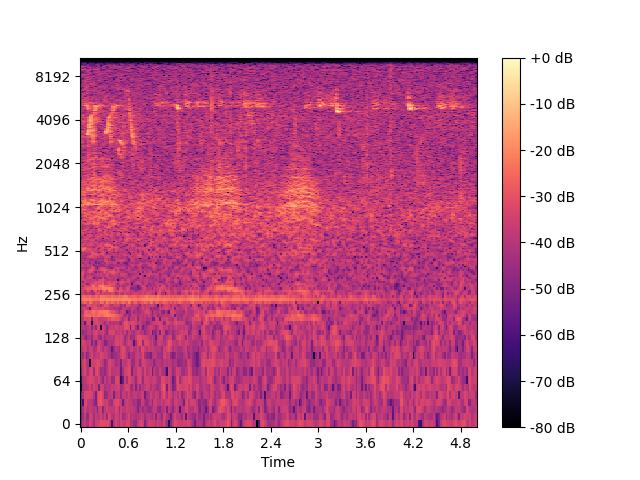 8192
4096
2048
1024
512
256
128
64
0
Hz
0
0.6
1.2
1.8
2.4
3
3.6
4.2
4.8
Time
+0 dB
-10 dB
-20 dB
-30 dB
-40 dB
-50 dB
-60 dB
-70 dB
-80 dB